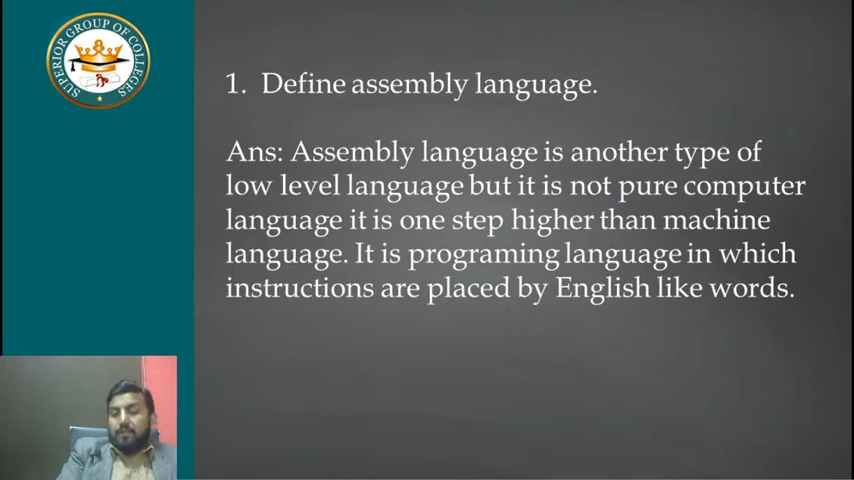 SUPERIOR GROUP OF COLLEGES
1. Define assembly language.
Ans: Assembly language is another type of
low level language but it is not pure computer
language it is one step higher than machine
language. It is programing language in which
instructions are placed by English like words.